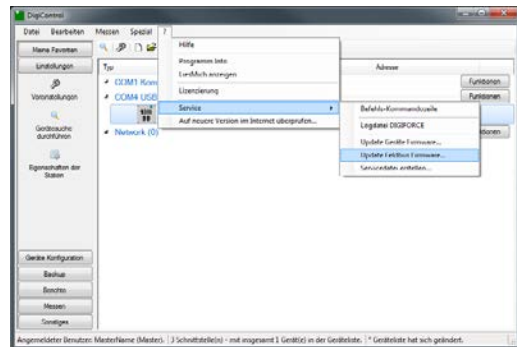 DigiControl
Datei Bearbeiten Messen Spezial ?
Meine Favoriten
Einstellungen
Voreinstellungen
Gerätesuche durchführen
Eigenschaften der Station
Geräte Konfiguration
Backup
Berichte
Messen
Sonstiges
Typ
Adresse
COM1 Kom
COM4 USB
Network (0)
Funktionen
Funktionen
Hilfe
Programm Info
LiesMich anzeigen
Lizenzierung
Service
Auf neuere Version im Internet überprüfen...
Befehls-Kommandozeile
Logdatei DIGIFORCE
Update Geräte Firmware...
Update Feldbus Firmware...
Servicedatei erstellen...
Angemeldeter Benutzer: MasterName (Master). 3 Schnittstelle(n) - mit insgesamt 1 Gerät(e) in der Geräteliste. * Geräteliste hat sich geändert.